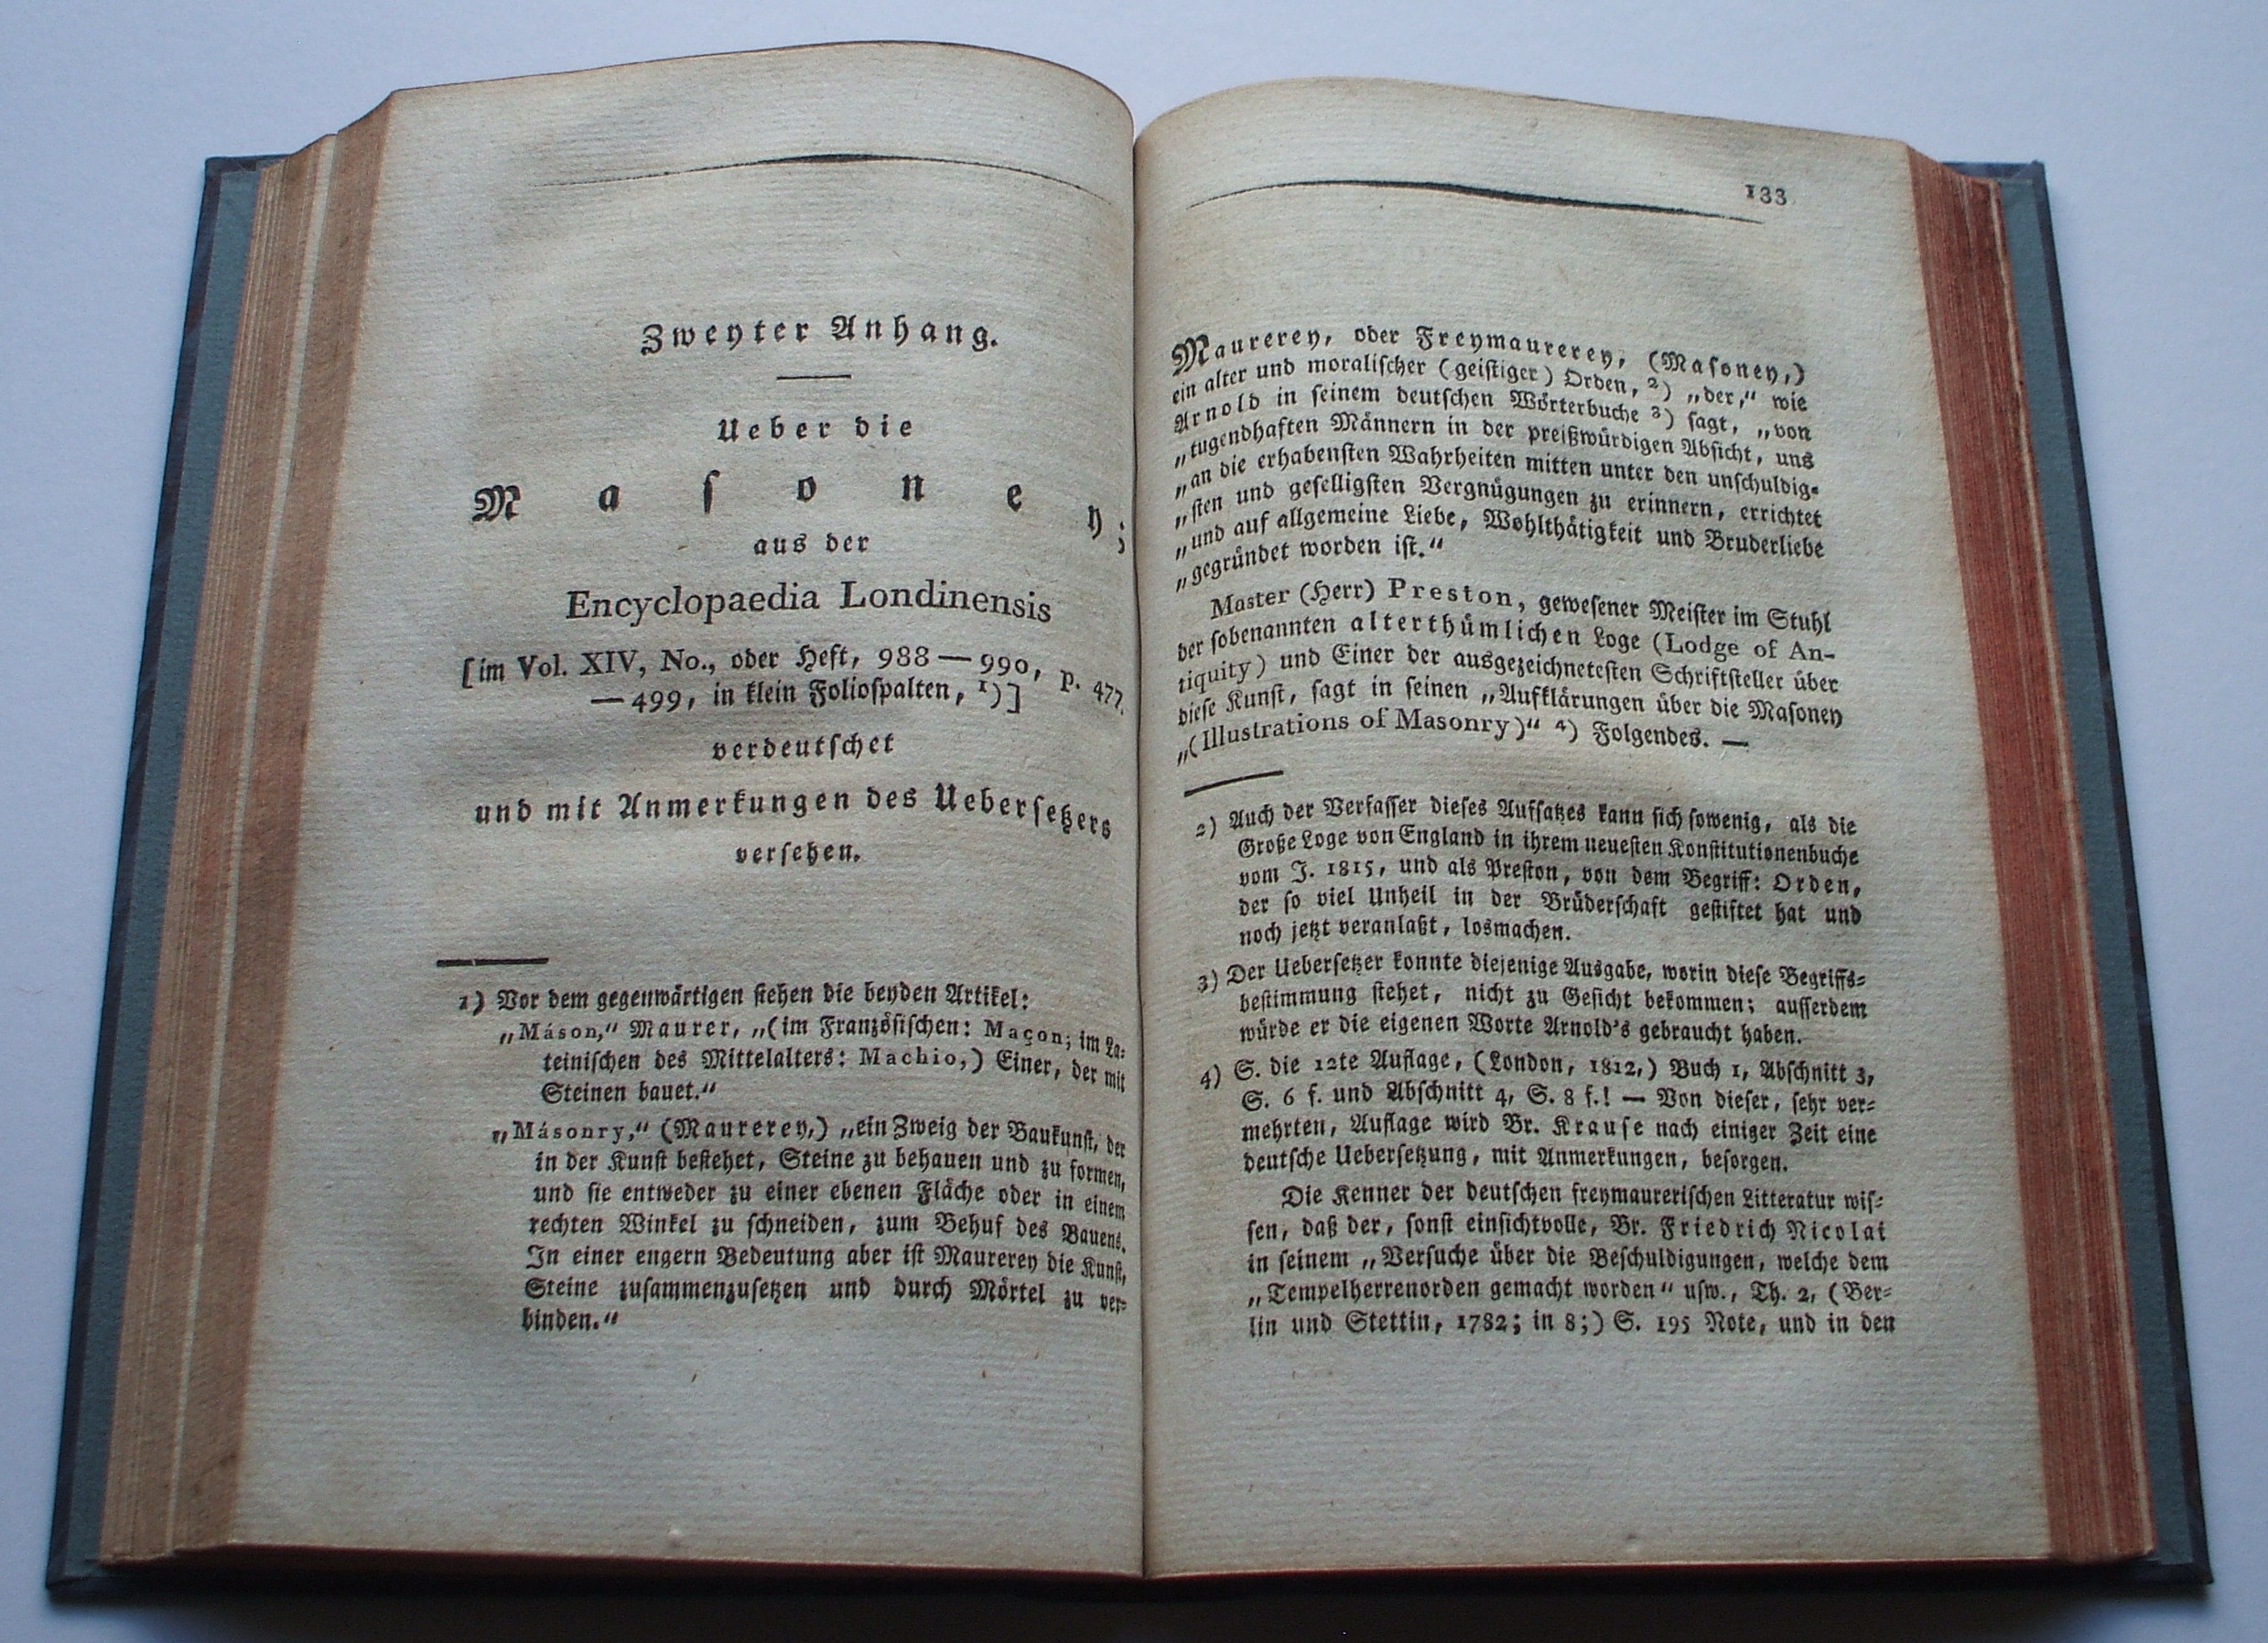 Zweyter Anhang.
Ueber die
Masoney;
aus der
Encyclopaedia Londinensis
[im Vol. XIV, No., oder Heft, 988 — 990, p. 477.
— 499, in klein Foliospalten, 1)]
verdeutschet
und mit Anmerkungen des Uebersetzers
versehen.
1) Vor dem gegenwärtigen stehen die beyden Artikel:
„Máson,“ Maurer, „(im Französischen: Maçon; im La=
teinischen des Mittelalters: Machio,) Einer, der mit
Steinen bauet.“
„Másonry,“ (Maurerey,) „ein Zweig der Baukunst, der
in der Kunst bestehet, Steine zu behauen und zu formen,
und sie entweder zu einer ebenen Fläche oder in einem
rechten Winkel zu schneiden, zum Behuf des Bauens.
In einer engern Bedeutung aber ist Maurerey die Kunst,
Steine zusammenzusetzen und durch Mörtel zu ver=
binden.“
133
Maurerey, oder Freymaurerey, (Masoney,)
ein alter und moralischer (geistiger) Orden, 2) „der,“ wie
Arnold in seinem deutschen Wörterbuche 3) sagt, „von
„tugendhaften Männern in der preißwürdigen Absicht, uns
„an die erhabensten Wahrheiten mitten unter den unschuldig=
„sten und geselligsten Vergnügungen zu erinnern, errichtet
„und auf allgemeine Liebe, Wohlthätigkeit und Bruderliebe
„gegründet worden ist.“
Master (Herr) Preston, gewesener Meister im Stuhl
der sobenannten alterthümlichen Loge (Lodge of An-
tiquity) und Einer der ausgezeichnetesten Schriftsteller über
diese Kunst, sagt in seinen „Aufklärungen über die Masoney
„(Illustrations of Masonry)“ 4) Folgendes. —
2) Auch der Verfasser dieses Aufsatzes kann sich sowenig, als die
Große Loge von England in ihrem neuesten Konstitutionenbuche
vom J. 1815, und als Preston, von dem Begriff: Orden,
der so viel Unheil in der Brüderschaft gestiftet hat und
noch jetzt veranlaßt, losmachen.
3) Der Uebersetzer konnte diejenige Ausgabe, worin diese Begriffs=
bestimmung stehet, nicht zu Gesicht bekommen; ausserdem
würde er die eigenen Worte Arnold's gebraucht haben.
4) S. die 12te Auflage, (London, 1812,) Buch 1, Abschnitt 3,
S. 6 f. und Abschnitt 4, S. 8 f.! — Von dieser, sehr ver=
mehrten, Auflage wird Br. Krause nach einiger Zeit eine
deutsche Uebersetzung, mit Anmerkungen, besorgen.
Die Kenner der deutschen freymaurerischen Litteratur wis=
sen, daß der, sonst einsichtvolle, Br. Friedrich Nicolai
in seinem „Versuche über die Beschuldigungen, welche dem
„Tempelherrenorden gemacht worden“ usw., Th. 2, (Ber=
lin und Stettin, 1782; in 8;) S. 195 Note, und in den